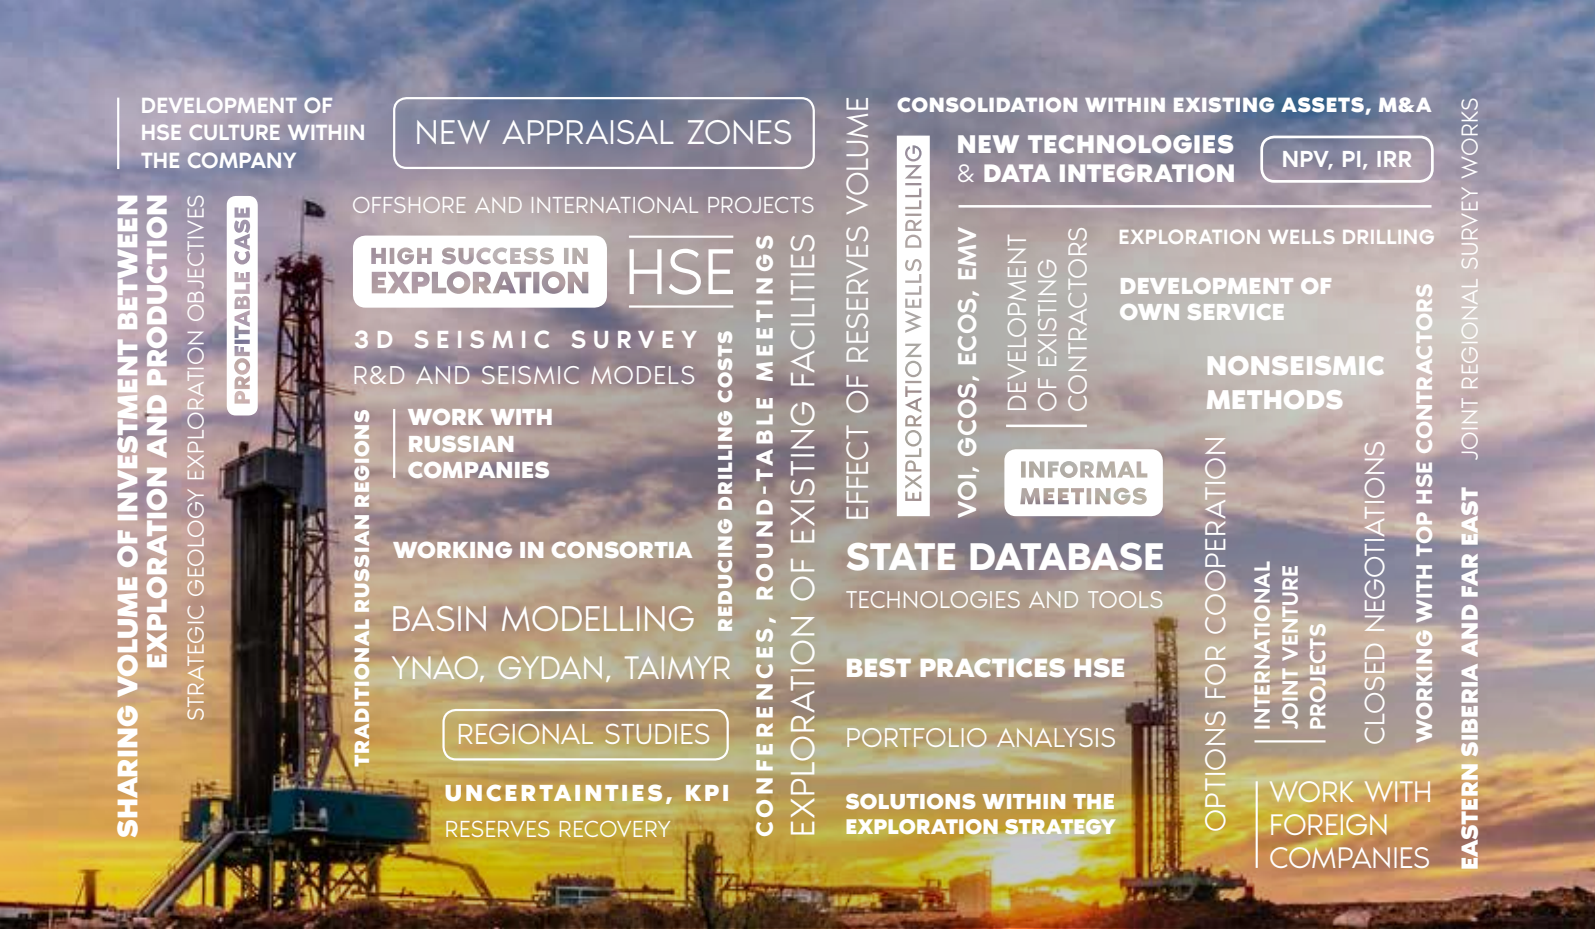 DEVELOPMENT OF
HSE CULTURE WITHIN
THE COMPANY
NEW APPRAISAL ZONES
SHARING VOLUME OF INVESTMENT BETWEEN
EXPLORATION AND PRODUCTION
STRATEGIC GEOLOGY EXPLORATION OBJECTIVES
PROFITABLE CASE
OFFSHORE AND INTERNATIONAL PROJECTS
HIGH SUCCESS IN
EXPLORATION
HSE
3D SEISMIC SURVEY
R&D AND SEISMIC MODELS
TRADITIONAL RUSSIAN REGIONS
WORK WITH
RUSSIAN
COMPANIES
WORKING IN CONSORTIA
BASIN MODELLING
YNAO, GYDAN, TAIMYR
REGIONAL STUDIES
UNCERTAINTIES, KPI
RESERVES RECOVERY
REDUCING DRILLING COSTS
CONFERENCES, ROUND-TABLE MEETINGS
EXPLORATION OF EXISTING FACILITIES
EFFECT OF RESERVES VOLUME
CONSOLIDATION WITHIN EXISTING ASSETS, M&A
EXPLORATION WELLS DRILLING
NEW TECHNOLOGIES
& DATA INTEGRATION
NPV, PI, IRR
VOI, GCOS, ECOS, EMV
DEVELOPMENT
OF EXISTING
CONTRACTORS
EXPLORATION WELLS DRILLING
DEVELOPMENT OF
OWN SERVICE
NONSEISMIC
METHODS
INFORMAL
MEETINGS
STATE DATABASE
TECHNOLOGIES AND TOOLS
BEST PRACTICES HSE
PORTFOLIO ANALYSIS
SOLUTIONS WITHIN THE
EXPLORATION STRATEGY
OPTIONS FOR COOPERATION
INTERNATIONAL
JOINT VENTURE
PROJECTS
CLOSED NEGOTIATIONS
WORKING WITH TOP HSE CONTRACTORS
WORK WITH
FOREIGN
COMPANIES
EASTERN SIBERIA AND FAR EAST
JOINT REGIONAL SURVEY WORKS